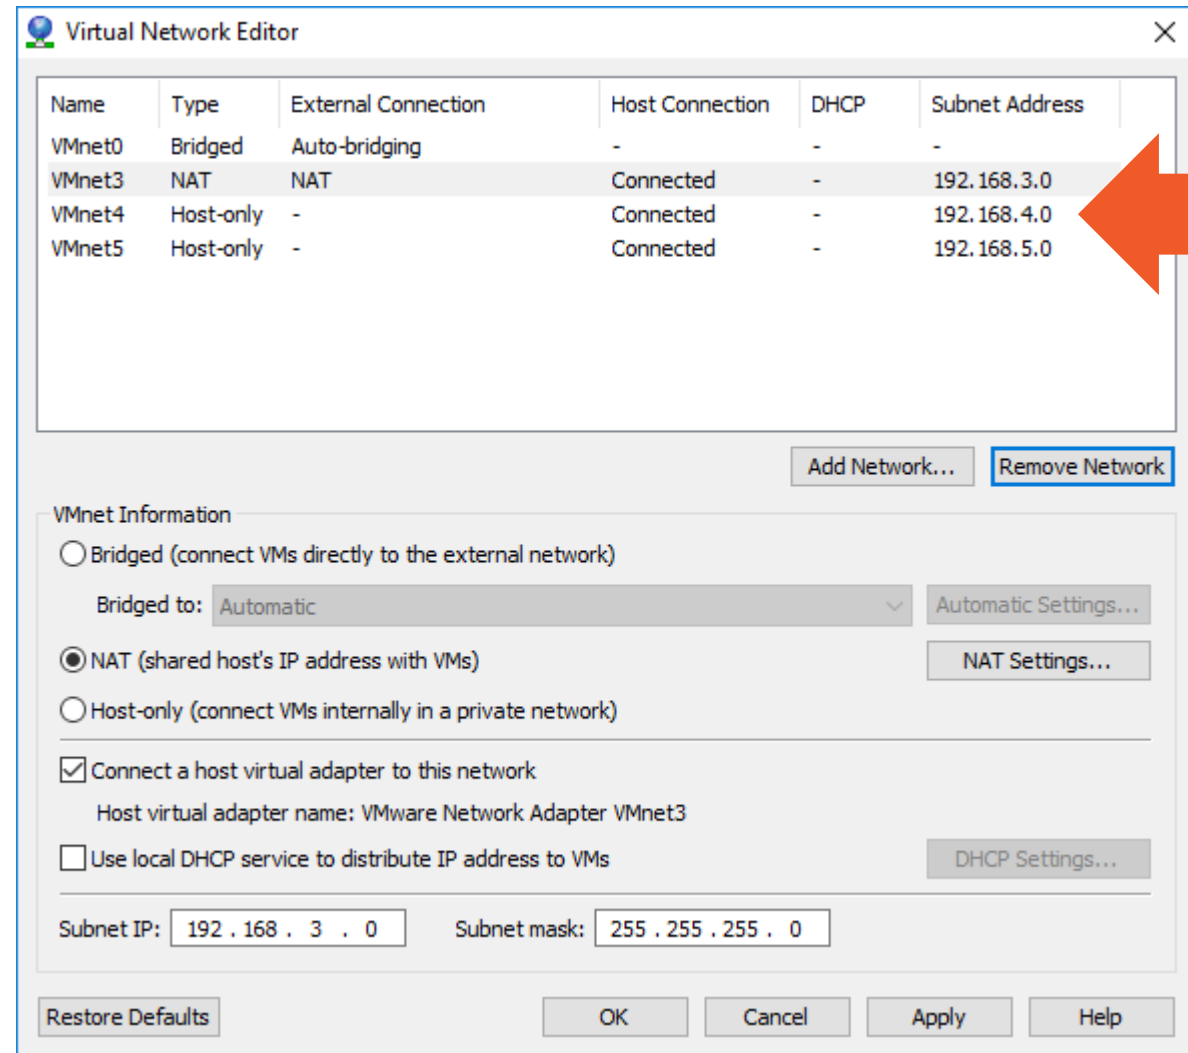 Virtual Network Editor
Name Type External Connection Host Connection DHCP Subnet Address
VMnet0 Bridged Auto-bridging - - -
VMnet3 NAT NAT Connected - 192.168.3.0
VMnet4 Host-only - Connected - 192.168.4.0
VMnet5 Host-only - Connected - 192.168.5.0
Add Network... Remove Network
VMnet Information
Bridged (connect VMs directly to the external network)
Bridged to: Automatic Automatic Settings...
NAT (shared host's IP address with VMs) NAT Settings...
Host-only (connect VMs internally in a private network)
Connect a host virtual adapter to this network
Host virtual adapter name: VMware Network Adapter VMnet3
Use local DHCP service to distribute IP address to VMs DHCP Settings...
Subnet IP: 192 . 168 . 3 . 0 Subnet mask: 255 . 255 . 255 . 0
Restore Defaults OK Cancel Apply Help